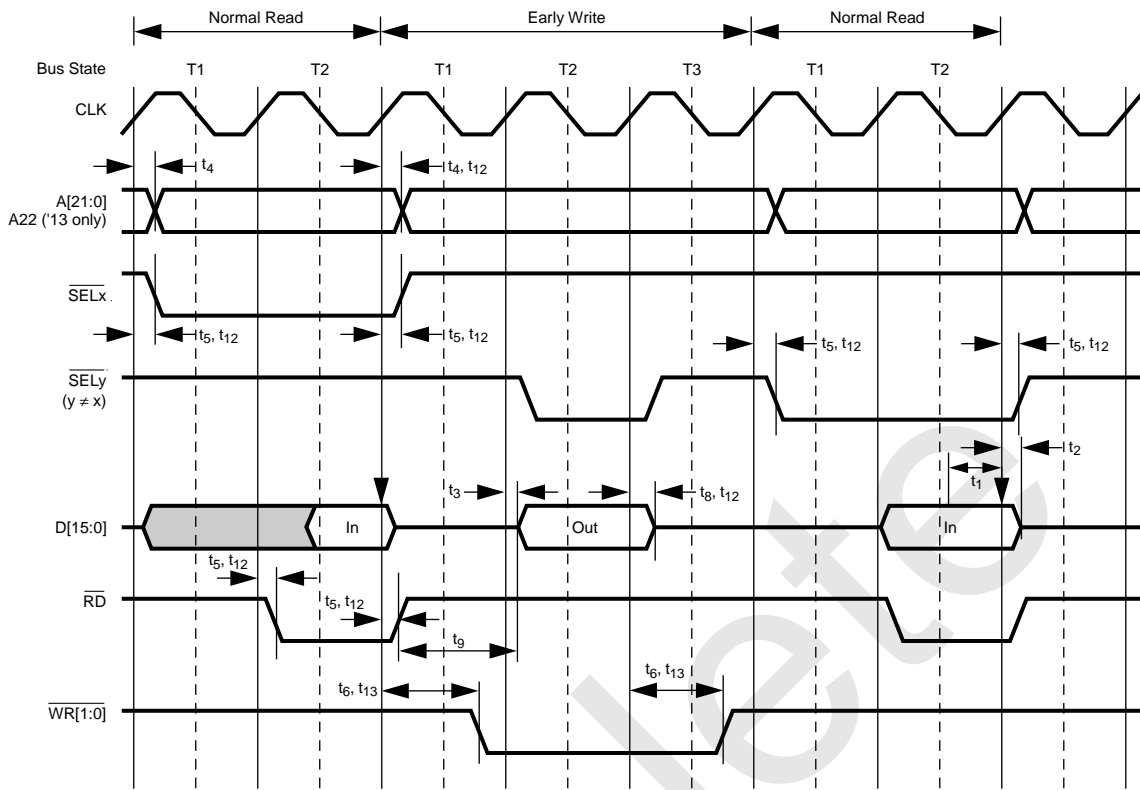 Normal Read Early Write Normal Read
Bus State T1 T2 T1 T2 T3 T1 T2
CLK
t4 t4, t12
A[21:0]
A22 ('13 only)
SELx
t5, t12 t5, t12 t5, t12 t5, t12
SELy
(y ≠ x)
t2
t3 t8, t12 t1
D[15:0] In Out In
t5, t12
RD t5, t12
t9
t6, t13 t6, t13
WR[1:0]
lete